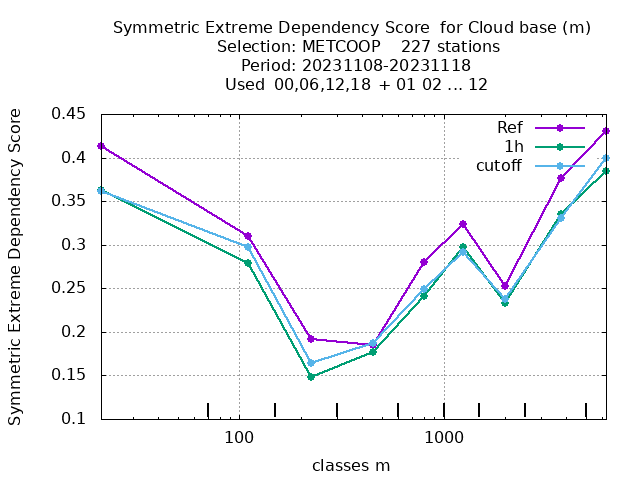 Symmetric Extreme Dependency Score  for Cloud base (m)
Selection: METCOOP    227 stations
Period: 20231108-20231118
Used  00,06,12,18 + 01 02 ... 12
Symmetric Extreme Dependency Score
0.45
0.4
0.35
0.3
0.25
0.2
0.15
0.1
Ref
1h
cutoff
100
1000
classes m